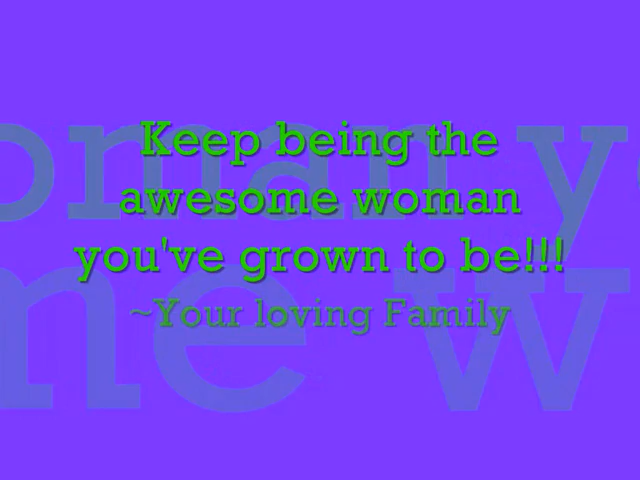 Keep being the
awesome woman
you've grown to be!!!
~Your loving Family